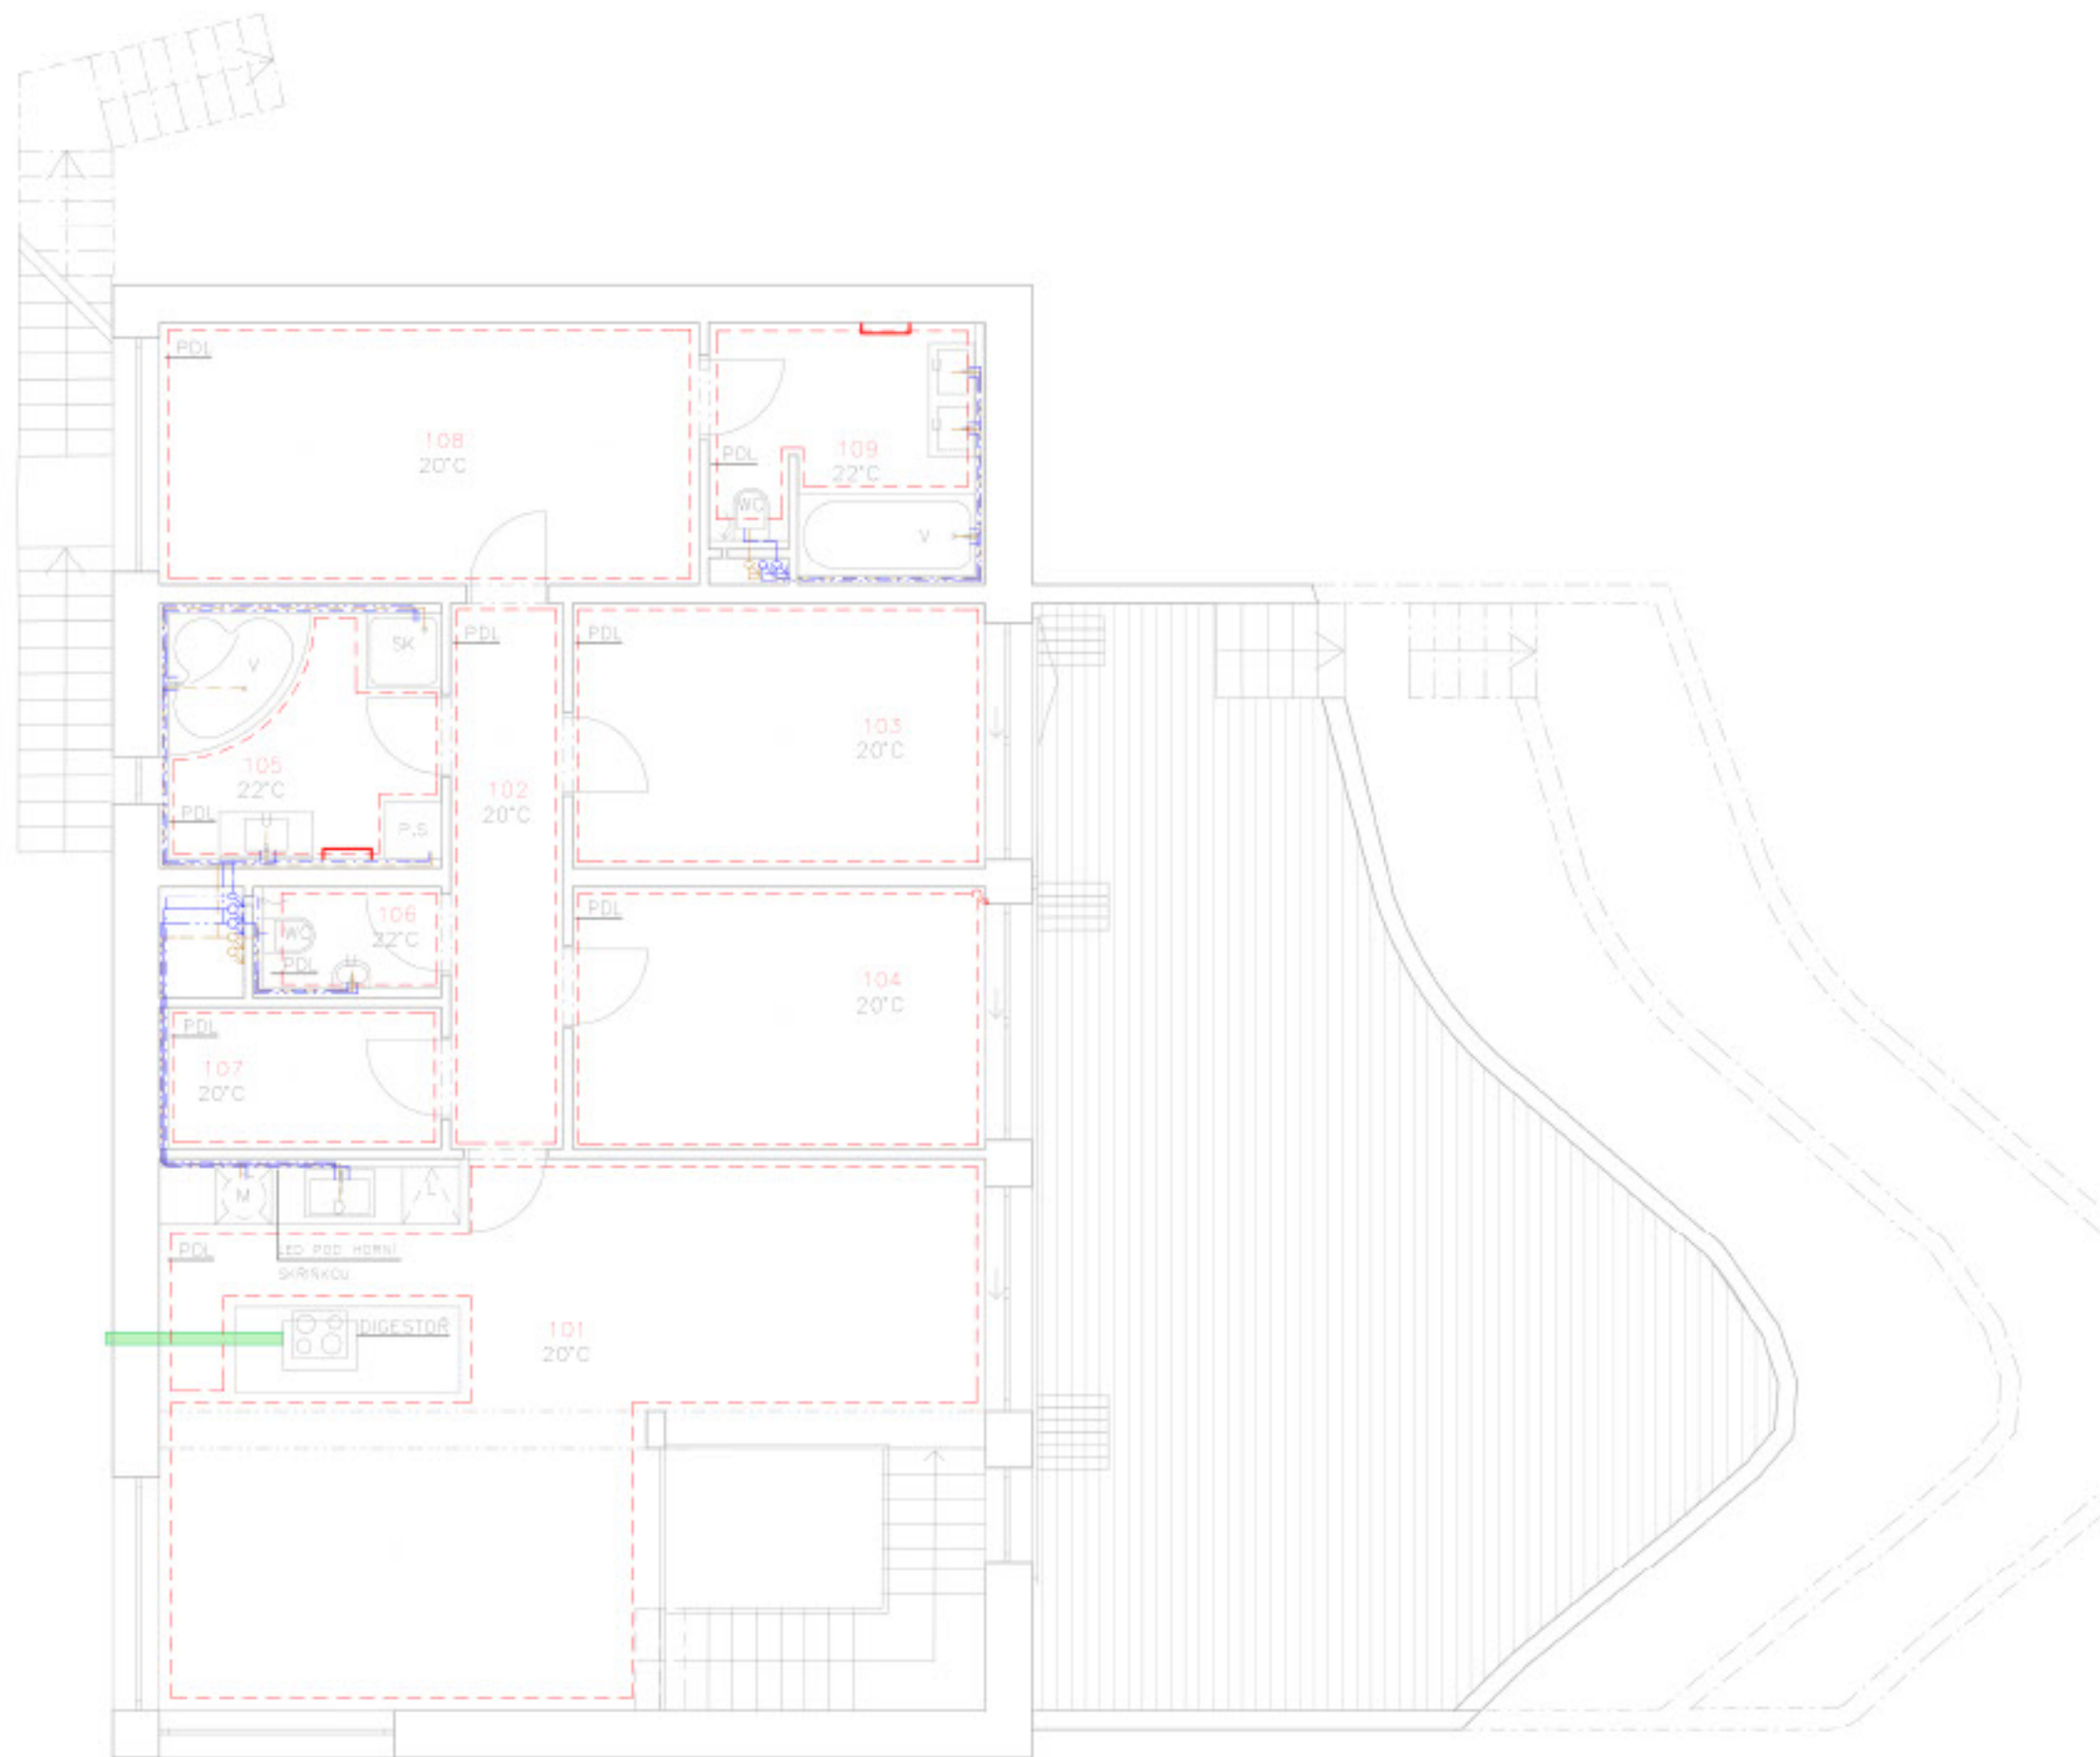 PDL
108
20°C
109
22°C
PDL
U
U
WC
V
PDL
PDL
SK
V
103
20°C
105
22°C
102
20°C
PDL
U
P,S
PDL
106
22°C
WC
PDL
U
104
20°C
PDL
107
20°C
M
D
L
PDL
LED POD HORNÍ
SKŘÍŇKOU
DIGESTOŘ
101
20°C